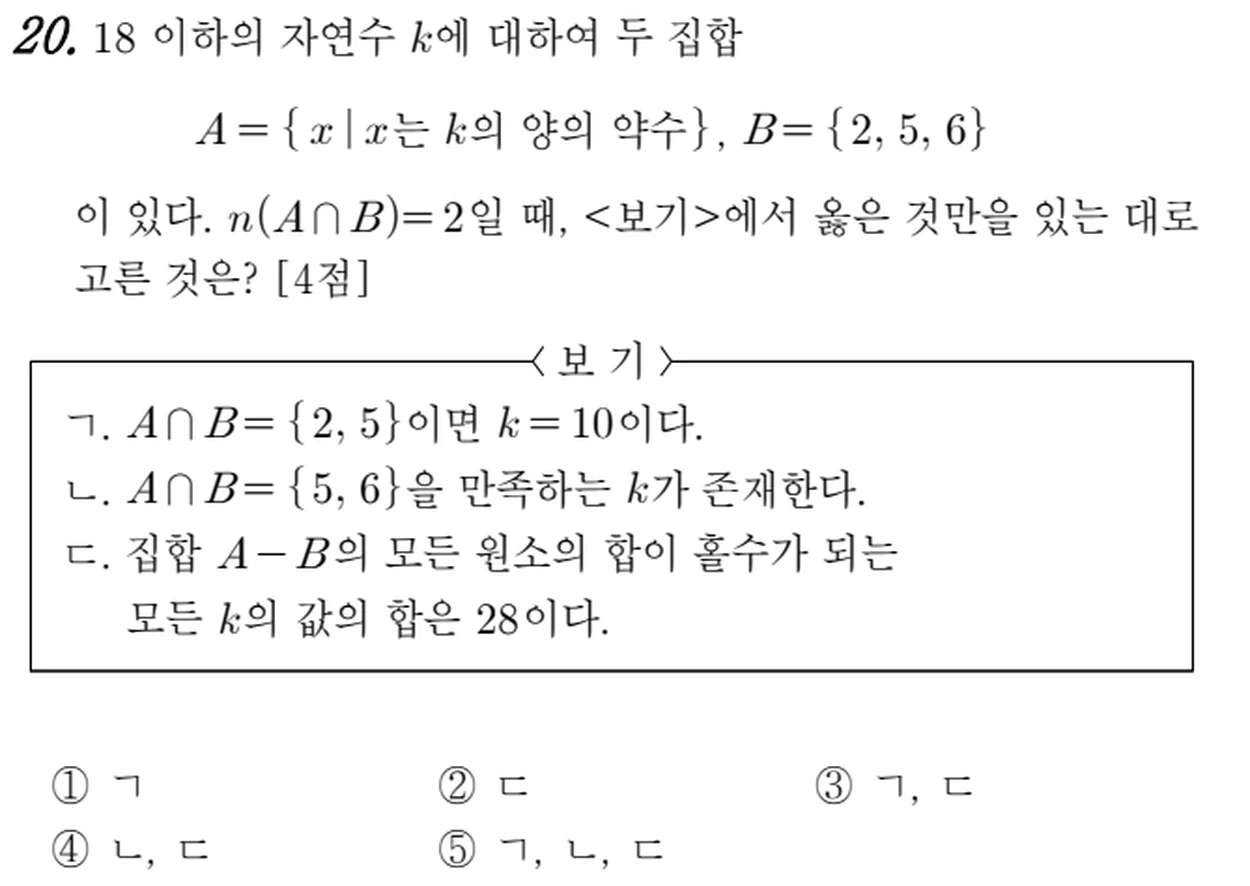 20. 18 이하의 자연수 k에 대하여 두 집합
A = { x | x는 k의 양의 약수}, B = {2, 5, 6}
이 있다. n(A∩B)=2일 때, <보기>에서 옳은 것만을 있는 대로
고른 것은? [4점]
〈 보 기 〉
ㄱ. A∩B = {2, 5}이면 k = 10이다.
ㄴ. A∩B = {5, 6}을 만족하는 k가 존재한다.
ㄷ. 집합 A-B의 모든 원소의 합이 홀수가 되는
모든 k의 값의 합은 28이다.
① ㄱ ② ㄷ ③ ㄱ, ㄷ
④ ㄴ, ㄷ ⑤ ㄱ, ㄴ, ㄷ